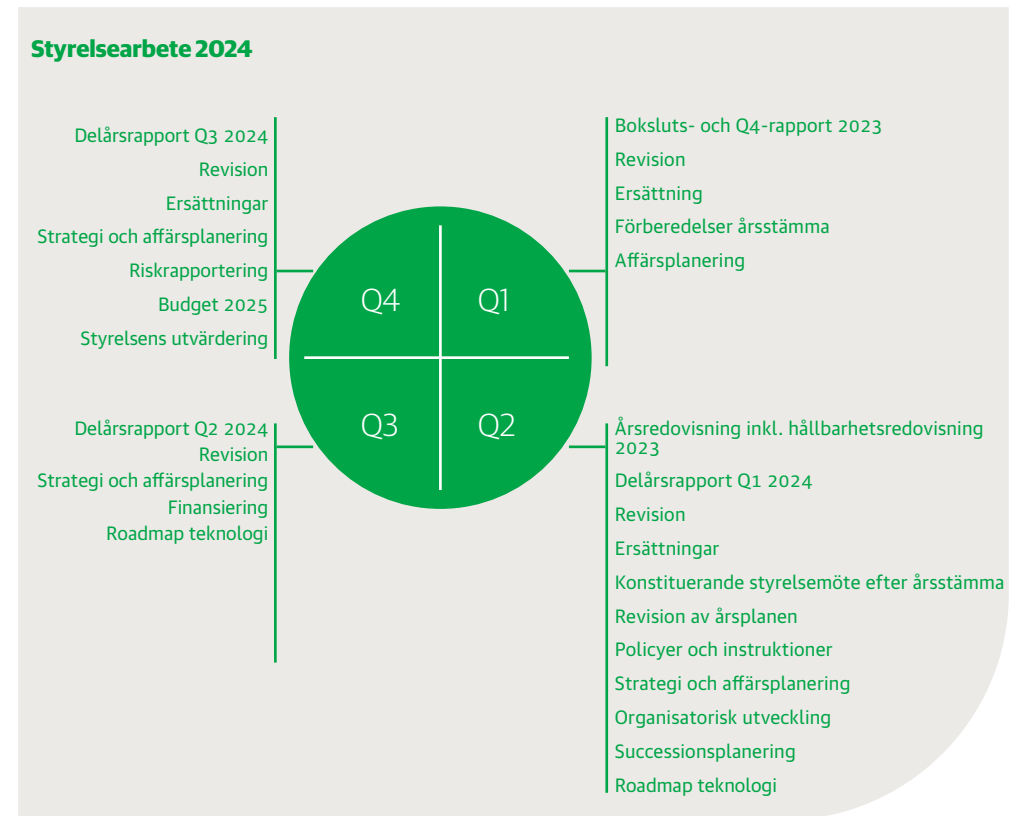 Styrelsearbete 2024
Delårsrapport Q3 2024
Revision
Ersättningar
Strategi och affärsplanering
Riskrapportering
Budget 2025
Styrelsens utvärdering
Boksluts- och Q4-rapport 2023
Revision
Ersättning
Förberedelser årsstämma
Affärsplanering
Q4
Q1
Q3
Q2
Delårsrapport Q2 2024
Revision
Strategi och affärsplanering
Finansiering
Roadmap teknologi
Årsredovisning inkl. hållbarhetsredovisning
2023
Delårsrapport Q1 2024
Revision
Ersättningar
Konstituerande styrelsemöte efter årsstämma
Revision av årsplanen
Policyer och instruktioner
Strategi och affärsplanering
Organisatorisk utveckling
Successionsplanering
Roadmap teknologi